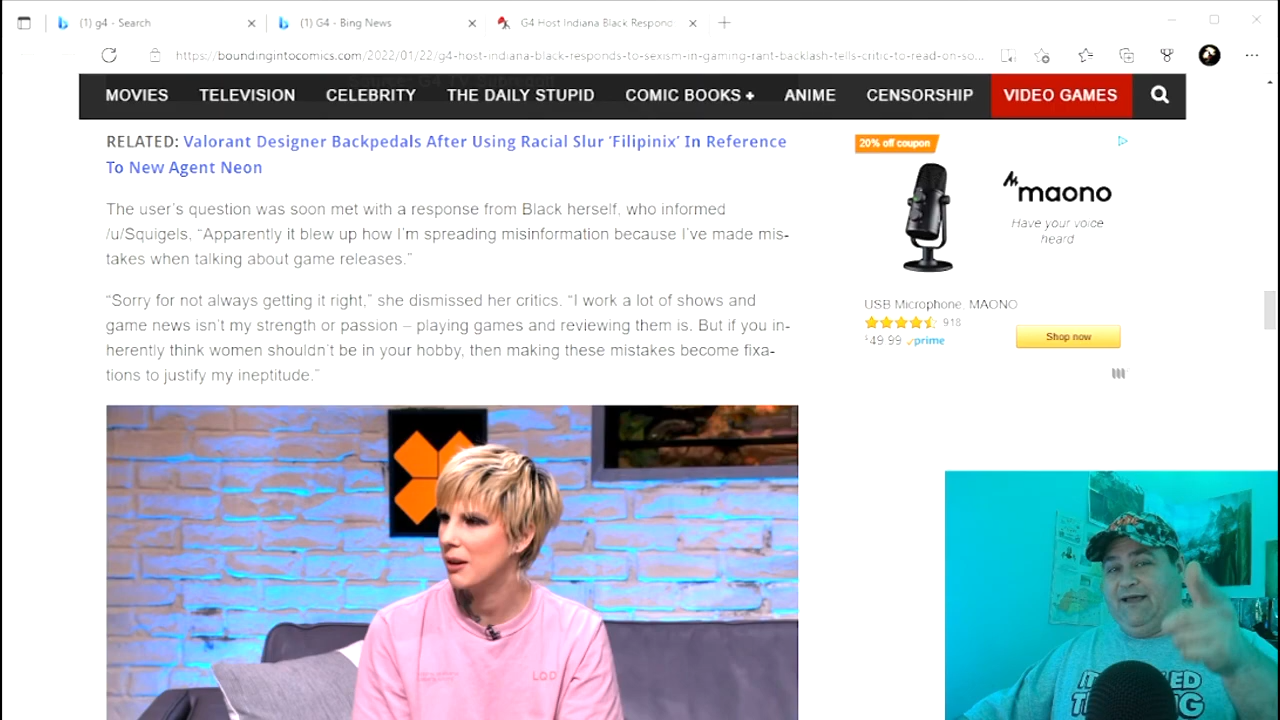 (1) g4 - Search
(1) G4 - Bing News
G4 Host Indiana Black Respon
https://boundingintocomics.com/2022/01/22/g4-host-indiana-black-responds-to-sexism-in-gaming-rant-backlash-tells-critic-to-read-on-so...
MOVIES TELEVISION CELEBRITY THE DAILY STUPID COMIC BOOKS + ANIME CENSORSHIP VIDEO GAMES
RELATED: Valorant Designer Backpedals After Using Racial Slur ‘Filipinix’ In Reference
To New Agent Neon
The user’s question was soon met with a response from Black herself, who informed
/u/Squigels, “Apparently it blew up bow I’m spreading misinformation because I’ve made mis-
takes when talking about game releases.”
“Sorry for not always getting it right,” she dismissed her critics. “I work a lot of shows and
game news isn’t my strength or passion – playing games and reviewing them is. But if you in-
herently think women shouldn’t be in your hobby, then making these mistakes become fixa-
tions to justify my ineptitude.”
20% off coupon
maono
Have your voice
heard
USB Microphone, MAONO
918
$49.99 prime
Shop now
LQD